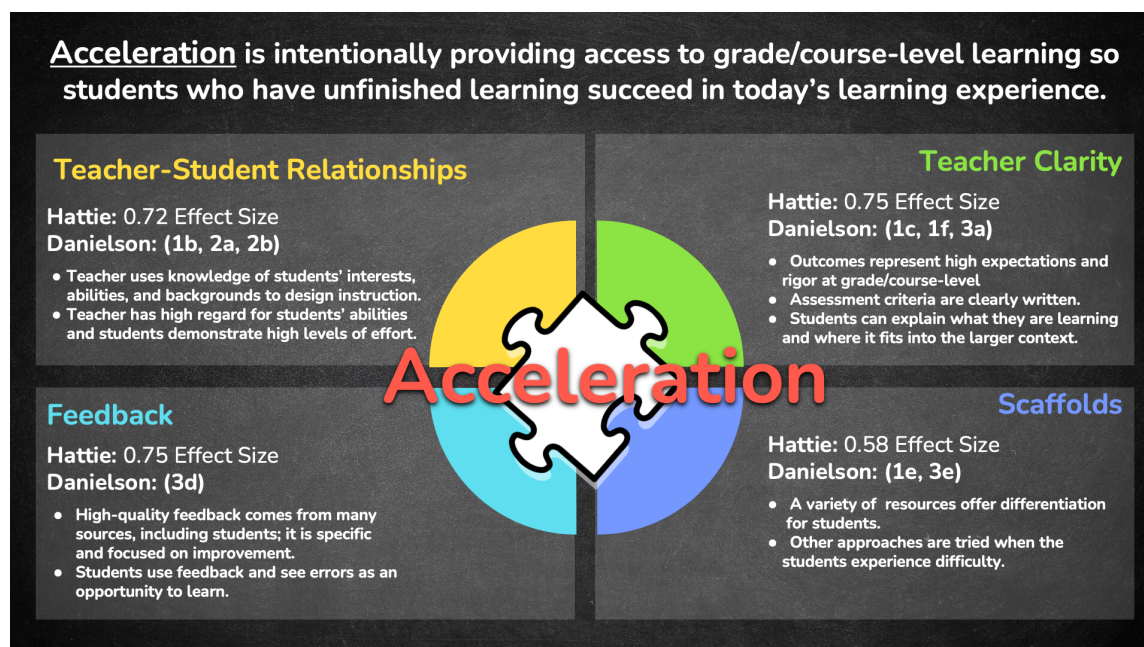 Acceleration is intentionally providing access to grade/course-level learning so
students who have unfinished learning succeed in today's learning experience.
Teacher-Student Relationships
Hattie: 0.72 Effect Size
Danielson: (1b, 2a, 2b)
● Teacher uses knowledge of students' interests,
abilities, and backgrounds to design instruction.
● Teacher has high regard for students' abilities
and students demonstrate high levels of effort.
Teacher Clarity
Hattie: 0.75 Effect Size
Danielson: (1c, 1f, 3a)
● Outcomes represent high expectations and
rigor at grade/course-level
● Assessment criteria are clearly written.
● Students can explain what they are learning
and where it fits into the larger context.
Acceleration
Feedback
Hattie: 0.75 Effect Size
Danielson: (3d)
● High-quality feedback comes from many
sources, including students; it is specific
and focused on improvement.
● Students use feedback and see errors as an
opportunity to learn.
Scaffolds
Hattie: 0.58 Effect Size
Danielson: (1e, 3e)
● A variety of resources offer differentiation
for students.
● Other approaches are tried when the
students experience difficulty.